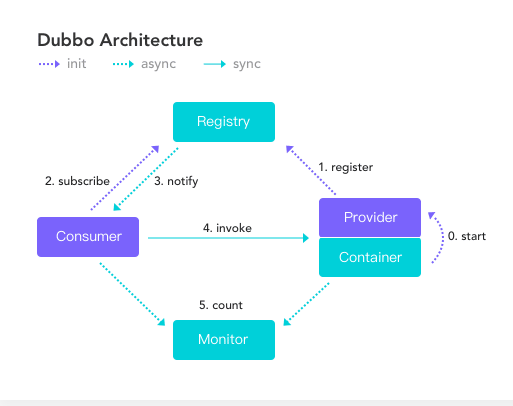 Dubbo Architecture
init async sync
Registry
1. register
2. subscribe
3. notify
Provider
Consumer
4. invoke
0. start
Container
5. count
Monitor